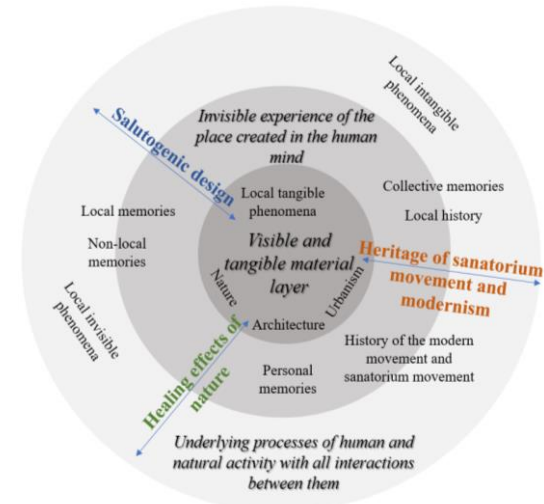 Local intangible
phenomena
Salutogenic design
Invisible experience of the
place created in the human
mind
Local tangible
phenomena
Collective memories
Local history
Local memories
Non-local
memories
Visible and
tangible material
layer
Heritage of sanatorium
movement and
modernism
Nature
Urbanism
Architecture
Local invisible
phenomena
Healing effects of
nature
Personal
memories
History of the modern
movement and
sanatorium movement
Underlying processes of human and
natural activity with all interactions
between them